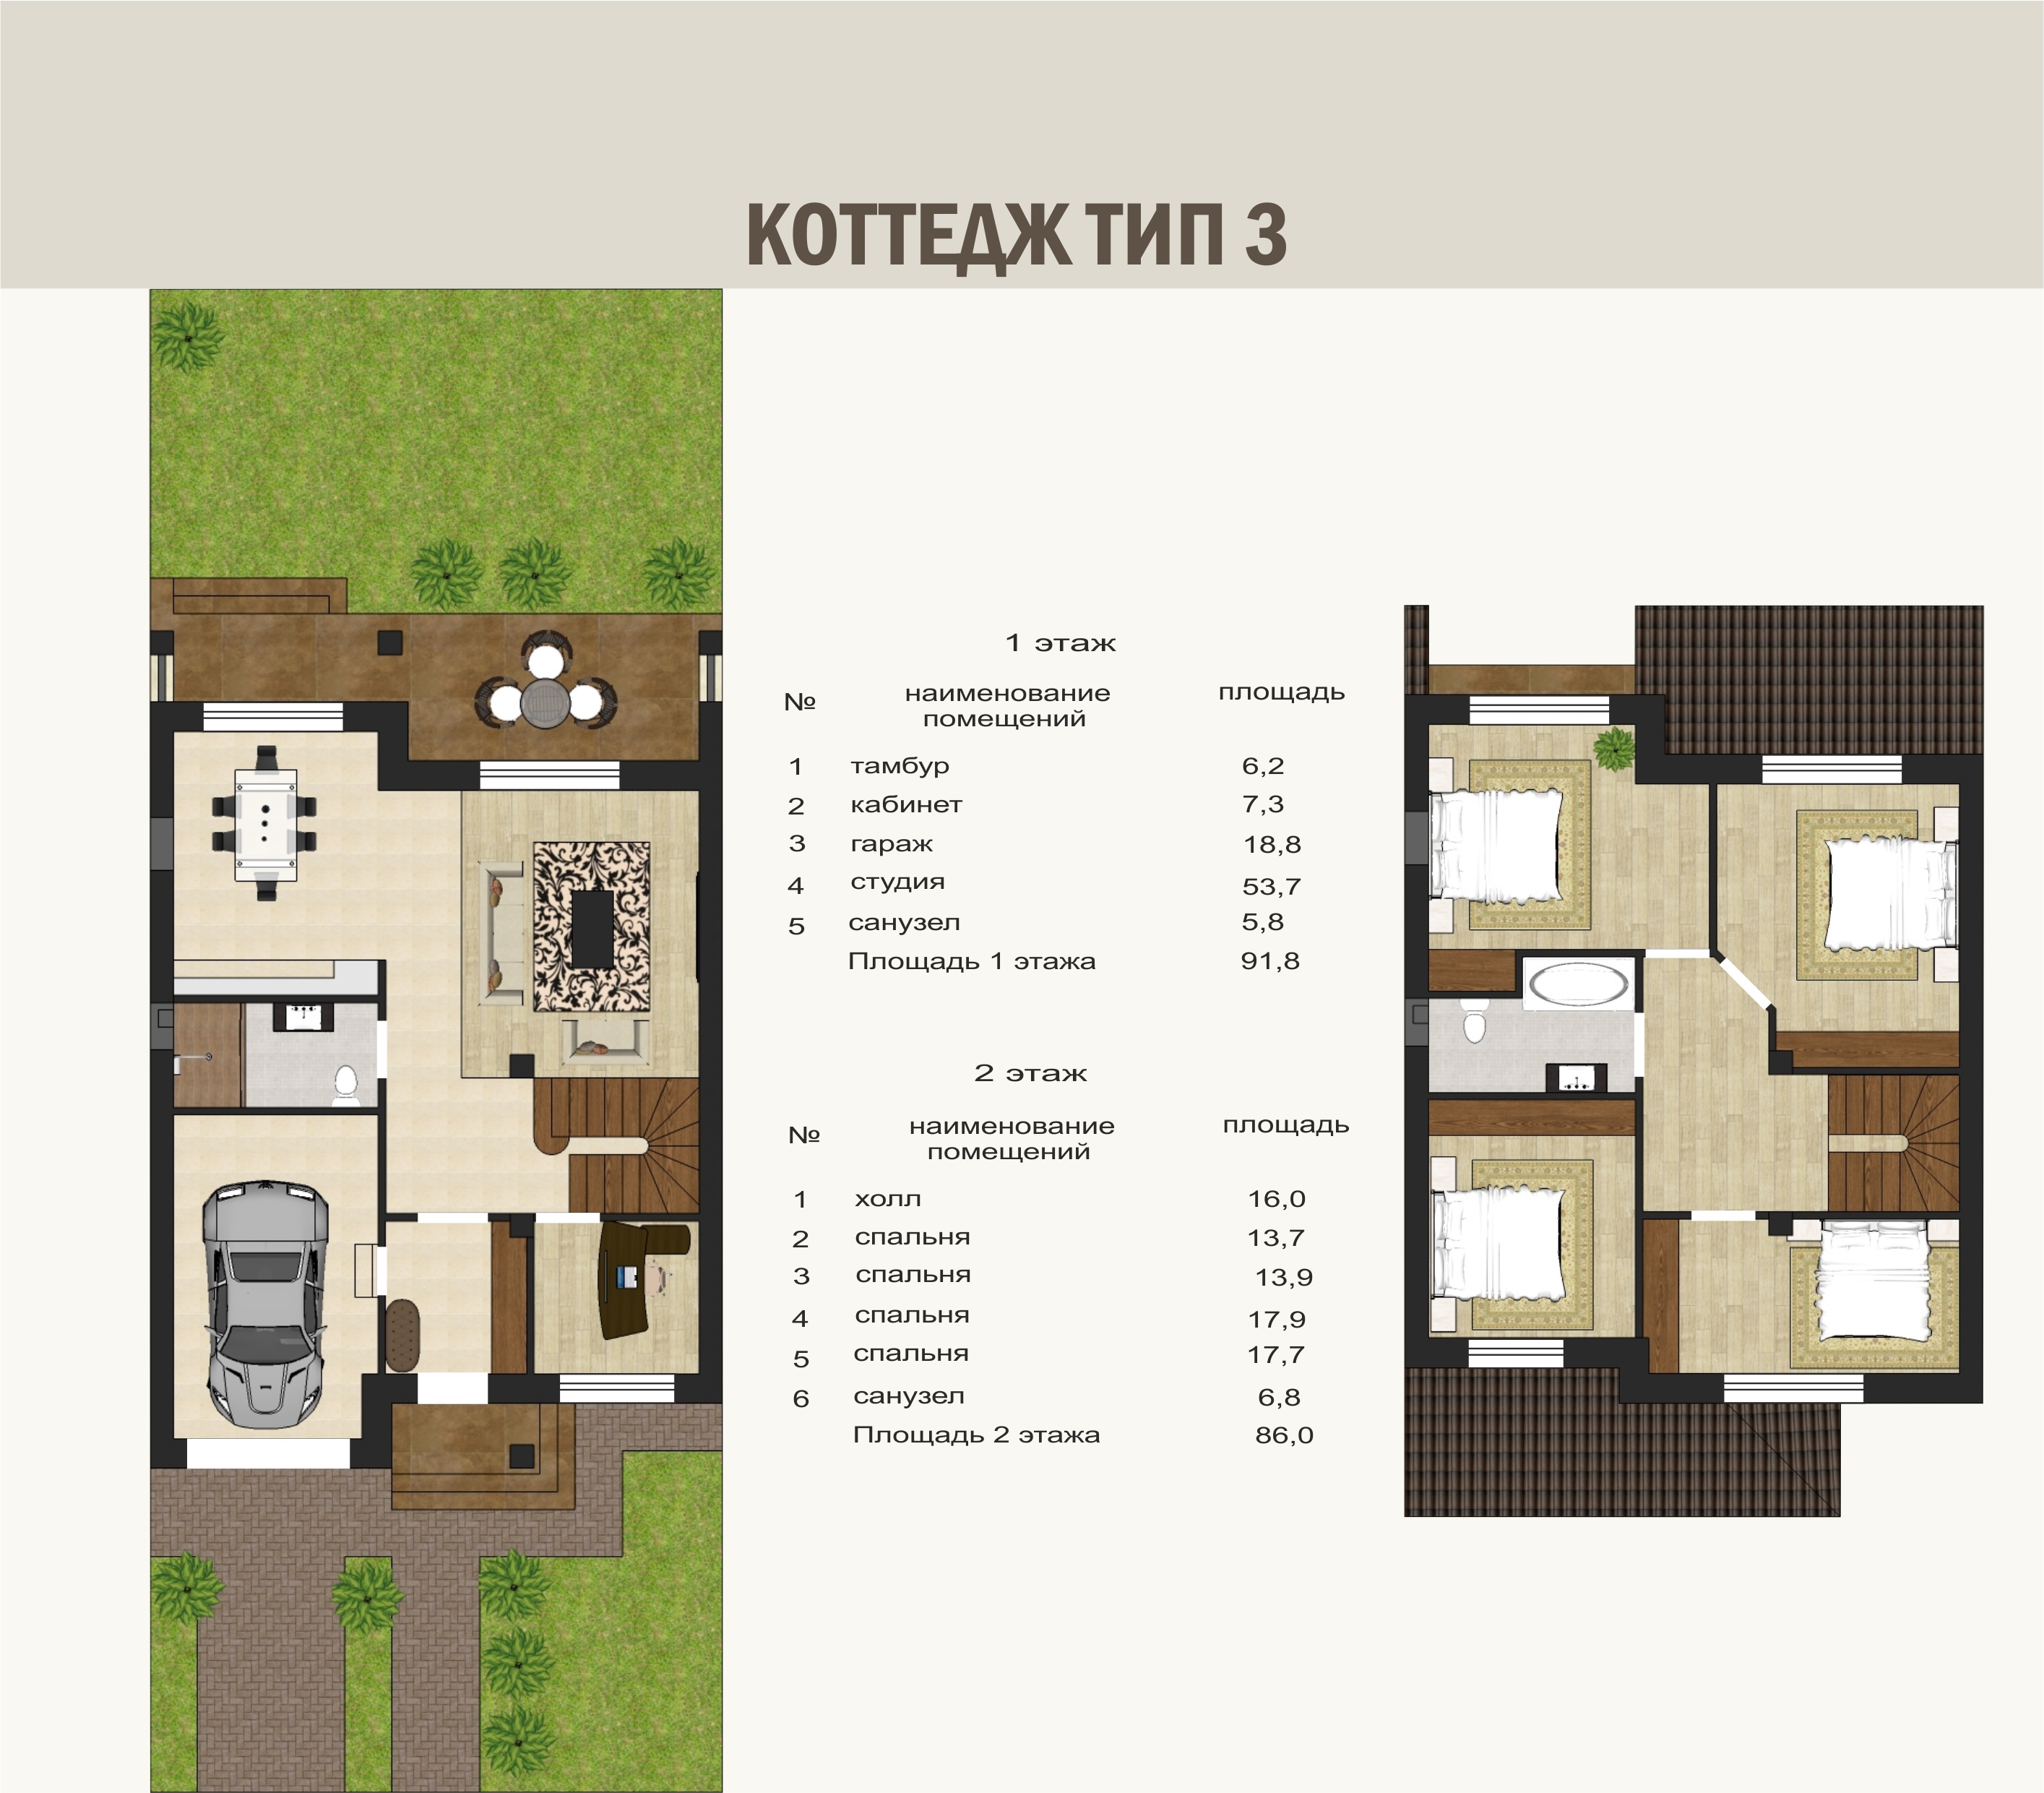 КОТТЕДЖ ТИП 3
1 этаж
№ наименование помещений площадь
1 тамбур 6,2
2 кабинет 7,3
3 гараж 18,8
4 студия 53,7
5 санузел 5,8
Площадь 1 этажа 91,8
2 этаж
№ наименование помещений площадь
1 холл 16,0
2 спальня 13,7
3 спальня 13,9
4 спальня 17,9
5 спальня 17,7
6 санузел 6,8
Площадь 2 этажа 86,0